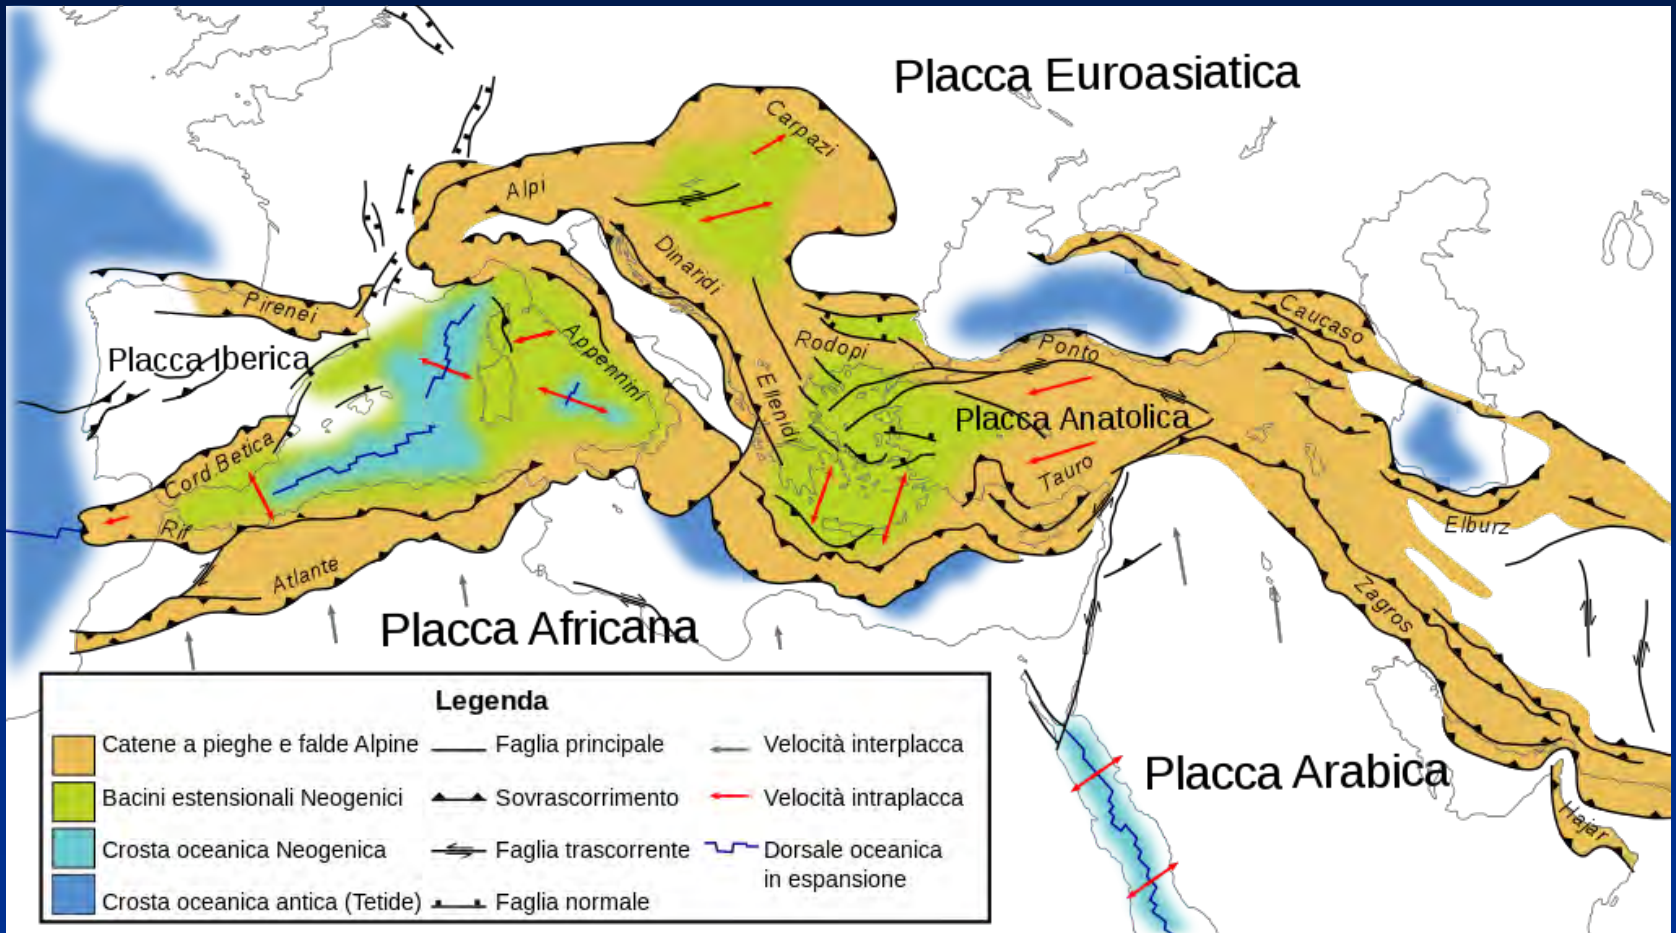 Placca Euroasiatica
Carpazi
Alpi
Dinaridi
Pirenei
Caucaso
Placca Iberica
Appennini
Rodopi
Ponto
Ellenidi
Placca Anatolica
Cord Betica
Tauro
Rif
Elburz
Atlante
Zagros
Placca Africana
Placca Arabica
Hajar
Legenda
Catene a pieghe e falde Alpine
Bacini estensionali Neogenici
Crosta oceanica Neogenica
Crosta oceanica antica (Tetide)
Faglia principale
Sovrascorrimento
Faglia trascorrente
Faglia normale
Velocità interplacca
Velocità intraplacca
Dorsale oceanica
in espansione